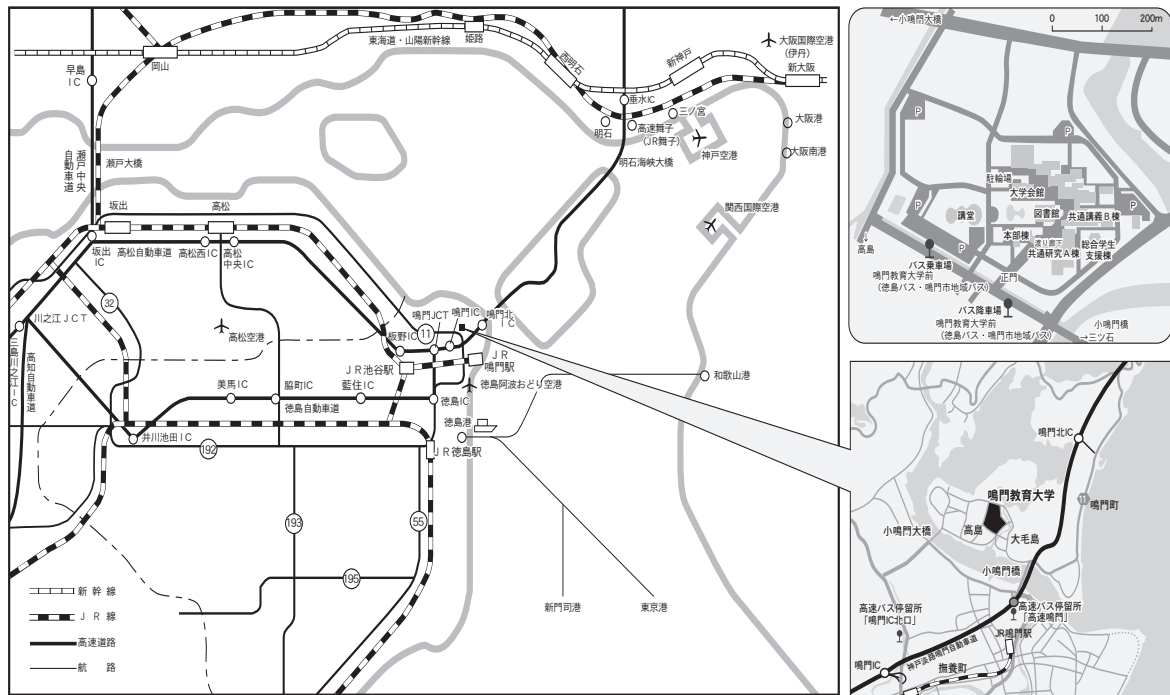 東海道・山陽新幹線
姫路
西明石
新神戸
大阪国際空港
（伊丹）
新大阪
岡山
早島
IC
垂水IC
三ノ宮
明石
高速舞子
（JR舞子）
神戸空港
大阪港
大阪南港
明石海峡大橋
瀬戸中央
自動車道
瀬戸大橋
関西国際空港
坂出
高松
坂出
IC
高松自動車道
高松西IC
高松
中央IC
32
川之江JCT
高松空港
板野IC
鳴門JCT
鳴門IC
鳴門北
IC
11
JR池谷駅
JR
鳴門駅
徳島阿波おどり空港
和歌山港
三島川之江IC
高知自動車道
美馬IC
脇町IC
藍住IC
徳島自動車道
徳島IC
徳島港
井川池田IC
192
JR徳島駅
193
55
195
新門司港
東京港
新幹線
JR線
高速道路
航路
←小鳴門大橋
0 100 200m
P
P
駐輪場
大学会館
P
講堂
図書館
共通講義B棟
P
本部棟
渡り廊下
共通研究A棟
総合学生
支援棟
P
←高島
バス乗車場
鳴門教育大学前
（徳島バス・鳴門市地域バス）
正門
バス降車場
鳴門教育大学前
（徳島バス・鳴門市地域バス）
小鳴門橋
→三ツ石
鳴門北IC
鳴門教育大学
11
鳴門町
小鳴門大橋
高島
大毛島
小鳴門橋
高速バス停留所
「鳴門IC北口」
高速バス停留所
「高速鳴門」
JR鳴門駅
神戸淡路鳴門自動車道
鳴門IC
撫養町